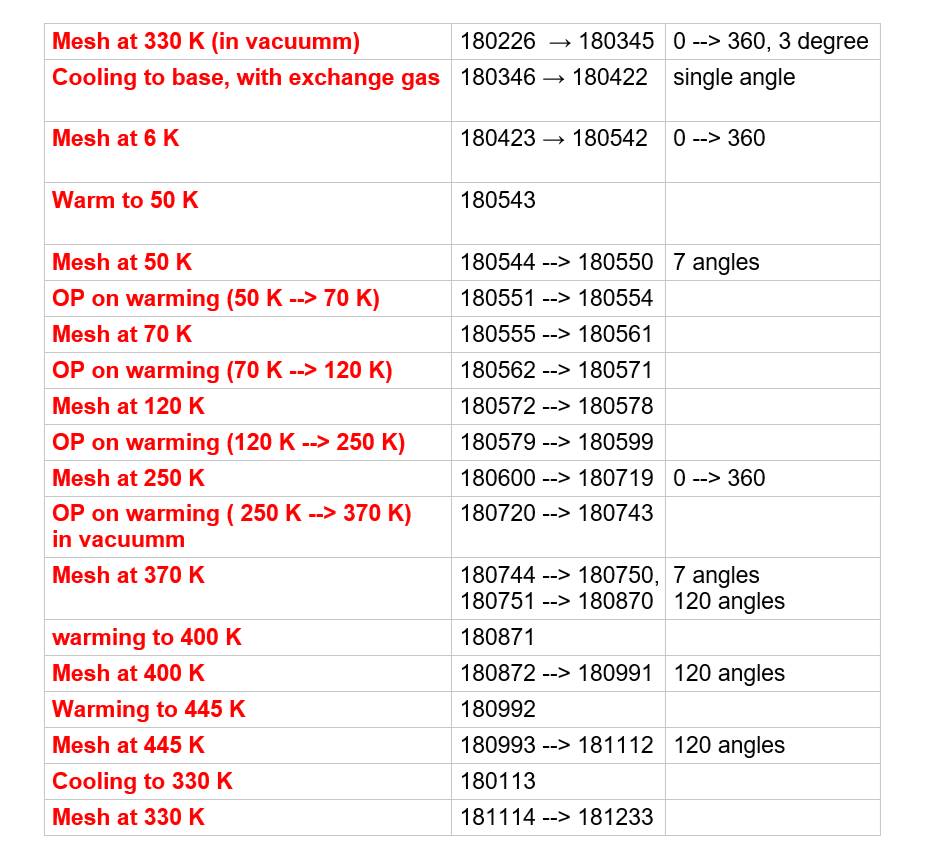 Mesh at 330 K (in vacuumm) 180226 → 180345 0 --> 360, 3 degree
Cooling to base, with exchange gas 180346 → 180422 single angle
Mesh at 6 K 180423 → 180542 0 --> 360
Warm to 50 K 180543
Mesh at 50 K 180544 --> 180550 7 angles
OP on warming (50 K --> 70 K) 180551 --> 180554
Mesh at 70 K 180555 --> 180561
OP on warming (70 K --> 120 K) 180562 --> 180571
Mesh at 120 K 180572 --> 180578
OP on warming (120 K --> 250 K) 180579 --> 180599
Mesh at 250 K 180600 --> 180719 0 --> 360
OP on warming ( 250 K --> 370 K) 180720 --> 180743
in vacuumm
Mesh at 370 K 180744 --> 180750, 7 angles
180751 --> 180870 120 angles
warming to 400 K 180871
Mesh at 400 K 180872 --> 180991 120 angles
Warming to 445 K 180992
Mesh at 445 K 180993 --> 181112 120 angles
Cooling to 330 K 180113
Mesh at 330 K 181114 --> 181233